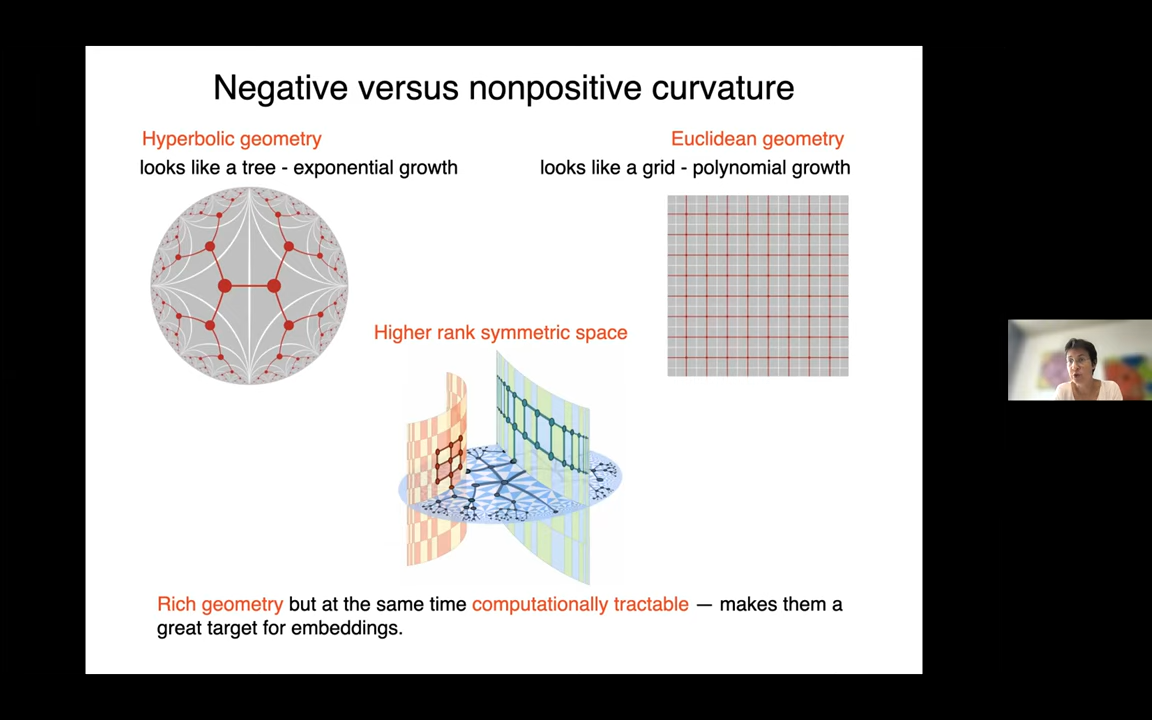 Negative versus nonpositive curvature
Hyperbolic geometry
looks like a tree - exponential growth
Euclidean geometry
looks like a grid - polynomial growth
Higher rank symmetric space
Rich geometry but at the same time computationally tractable — makes them a
great target for embeddings.